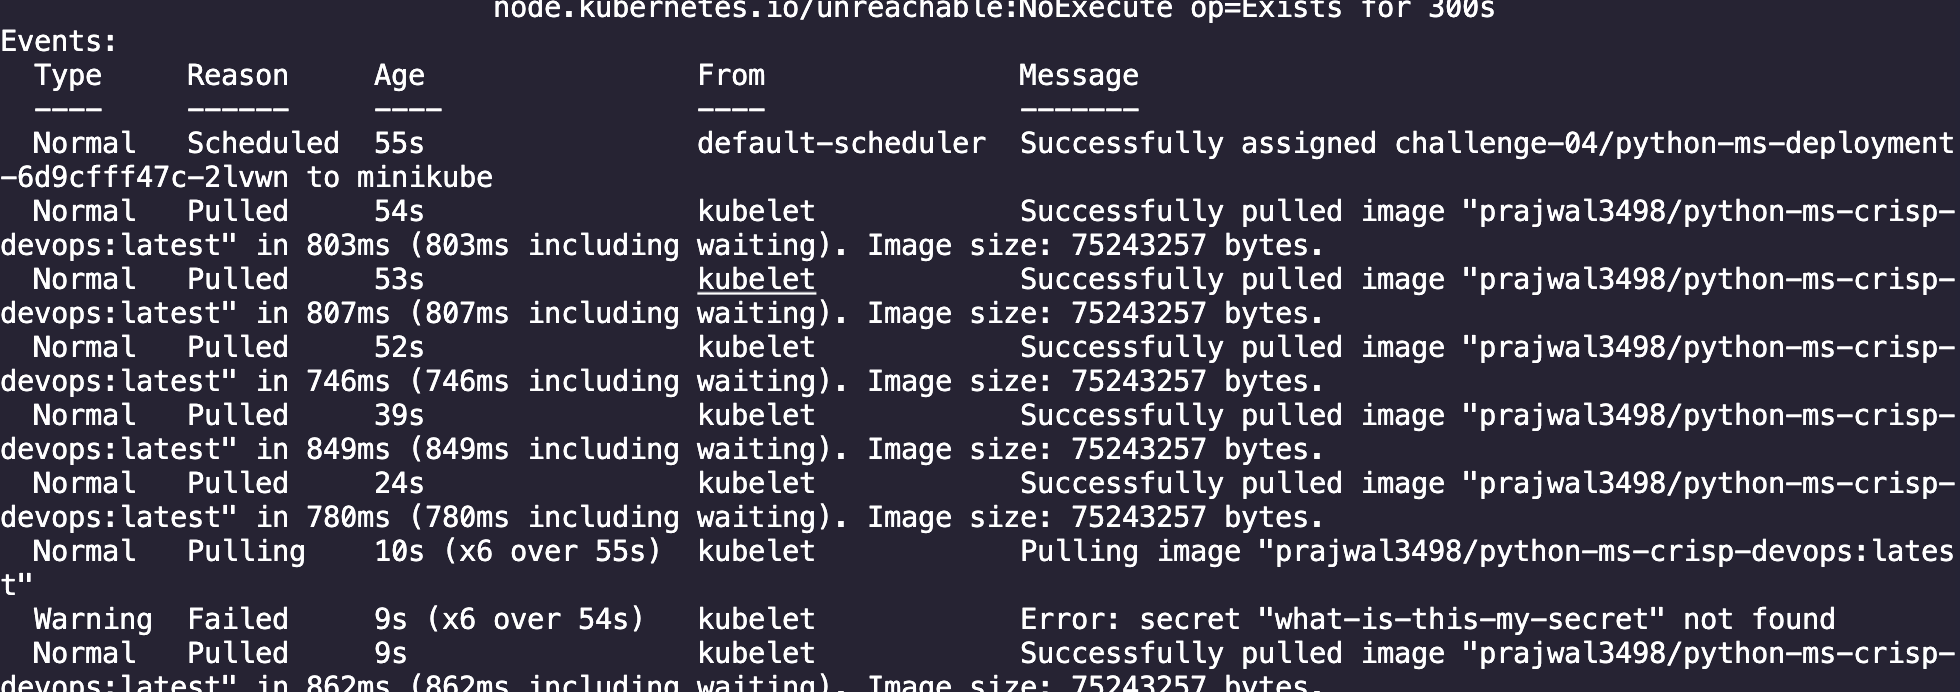 node.kubernetes.io/unreachable:NoExecute op=Exists for 300s
Events:
  Type     Reason     Age                From               Message
  ----     ------     ----               ----               -------
  Normal   Scheduled  55s                default-scheduler  Successfully assigned challenge-04/python-ms-deployment
-6d9cfff47c-2lvwn to minikube
  Normal   Pulled     54s                kubelet            Successfully pulled image "prajwal3498/python-ms-crisp-
devops:latest" in 803ms (803ms including waiting). Image size: 75243257 bytes.
  Normal   Pulled     53s                kubelet            Successfully pulled image "prajwal3498/python-ms-crisp-
devops:latest" in 807ms (807ms including waiting). Image size: 75243257 bytes.
  Normal   Pulled     52s                kubelet            Successfully pulled image "prajwal3498/python-ms-crisp-
devops:latest" in 746ms (746ms including waiting). Image size: 75243257 bytes.
  Normal   Pulled     39s                kubelet            Successfully pulled image "prajwal3498/python-ms-crisp-
devops:latest" in 849ms (849ms including waiting). Image size: 75243257 bytes.
  Normal   Pulled     24s                kubelet            Successfully pulled image "prajwal3498/python-ms-crisp-
devops:latest" in 780ms (780ms including waiting). Image size: 75243257 bytes.
  Normal   Pulling    10s (x6 over 55s)  kubelet            Pulling image "prajwal3498/python-ms-crisp-devops:lates
t"
  Warning  Failed     9s (x6 over 54s)   kubelet            Error: secret "what-is-this-my-secret" not found
  Normal   Pulled     9s                 kubelet            Successfully pulled image "prajwal3498/python-ms-crisp-
devops:latest" in 862ms (862ms including waiting). Image size: 75243257 bytes.